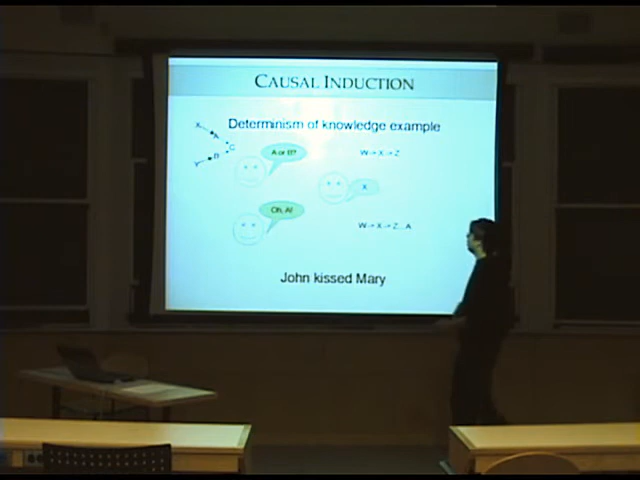 CAUSAL INDUCTION
Determinism of knowledge example
X
A
C
Y
B
A or B?
W -> X -> Z
X
Oh, A!
W -> X -> Z...A
John kissed Mary